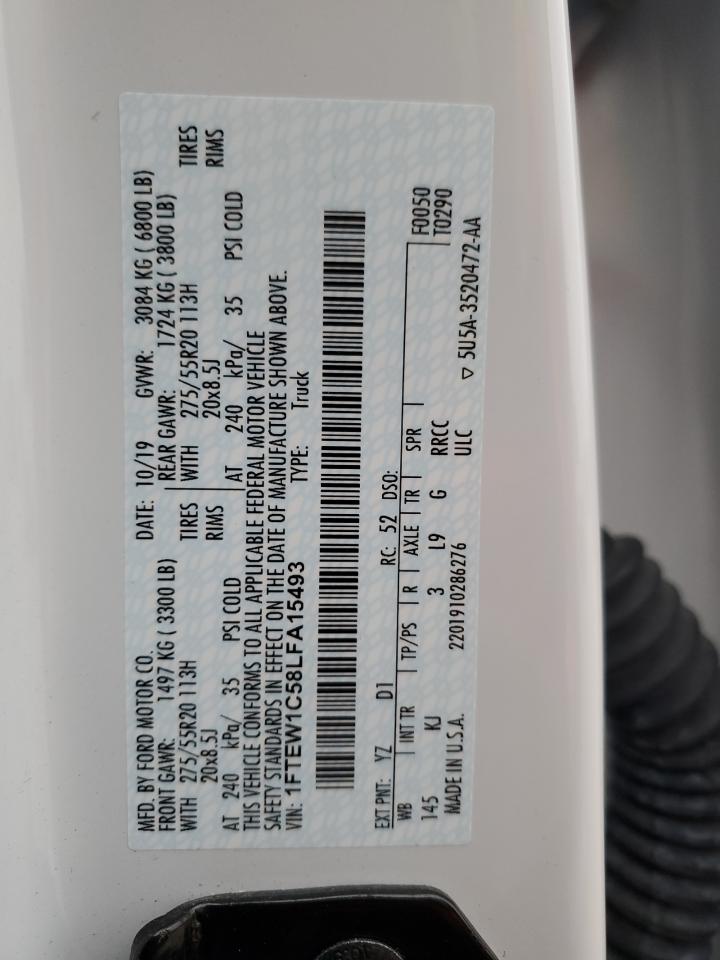 MFD. BY FORD MOTOR CO. DATE: 10/19 GVWR: 3084 KG ( 6800 LB)
FRONT GAWR: 1497 KG ( 3300 LB) REAR GAWR: 1724 KG ( 3800 LB)
WITH 275/55R20 113H TIRES WITH 275/55R20 113H TIRES
20x8.5J RIMS 20x8.5J RIMS
AT 240 kPa/ 35 PSI COLD AT 240 kPa/ 35 PSI COLD
THIS VEHICLE CONFORMS TO ALL APPLICABLE FEDERAL MOTOR VEHICLE
SAFETY STANDARDS IN EFFECT ON THE DATE OF MANUFACTURE SHOWN ABOVE.
VIN: 1FTEW1C58LFA15493 TYPE: Truck
EXT PNT: YZ D1 RC: 52 DSO: F0050
WB INT TR TP/PS R AXLE TR SPR T0290
145 KJ 3 L9 G RRCC
MADE IN U.S.A. 2201910286276 ULC ▽ 5U5A-3520472-AA